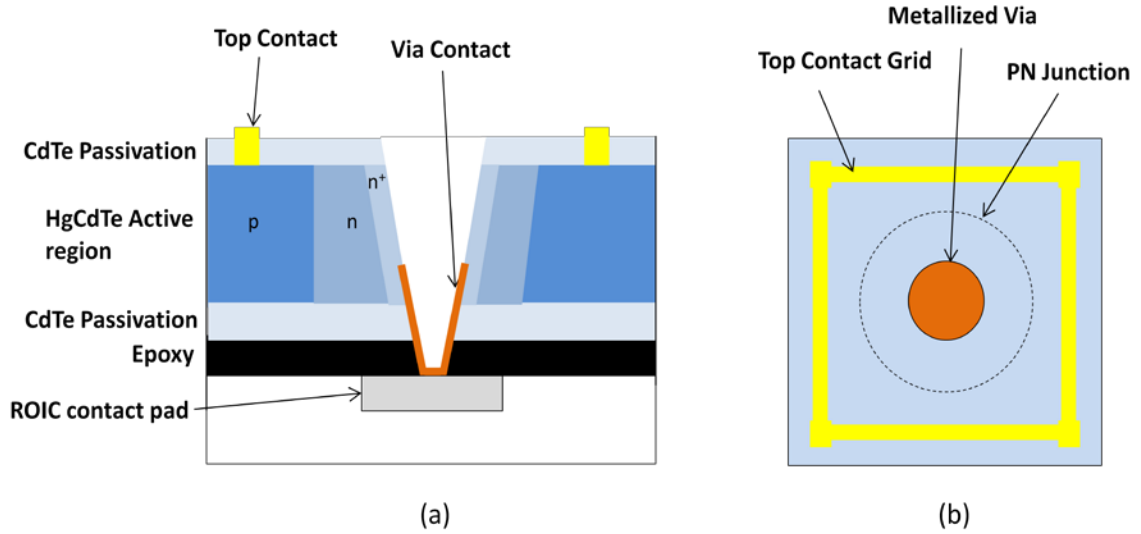 Top Contact
Via Contact
CdTe Passivation
n+
p
n
HgCdTe Active
region
CdTe Passivation
Epoxy
ROIC contact pad
(a)
Metallized Via
Top Contact Grid
PN Junction
(b)